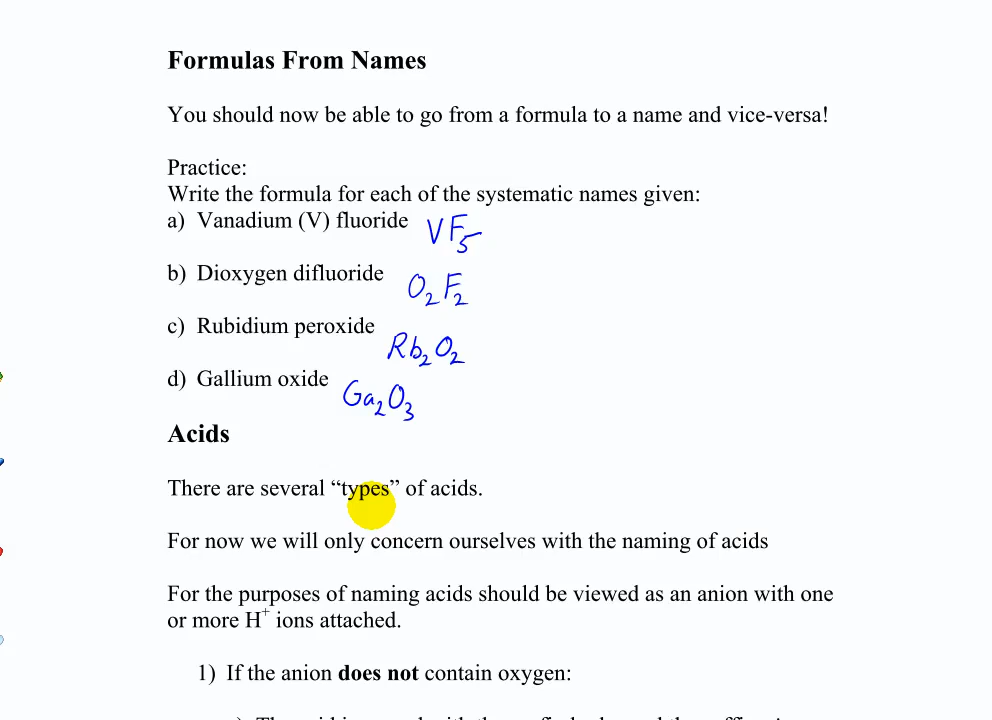 Formulas From Names
You should now be able to go from a formula to a name and vice-versa!
Practice:
Write the formula for each of the systematic names given:
a) Vanadium (V) fluoride VF₅
b) Dioxygen difluoride O₂F₂
c) Rubidium peroxide Rb₂O₂
d) Gallium oxide Ga₂O₃
Acids
There are several “types” of acids.
For now we will only concern ourselves with the naming of acids
For the purposes of naming acids should be viewed as an anion with one
or more H⁺ ions attached.
1) If the anion does not contain oxygen: